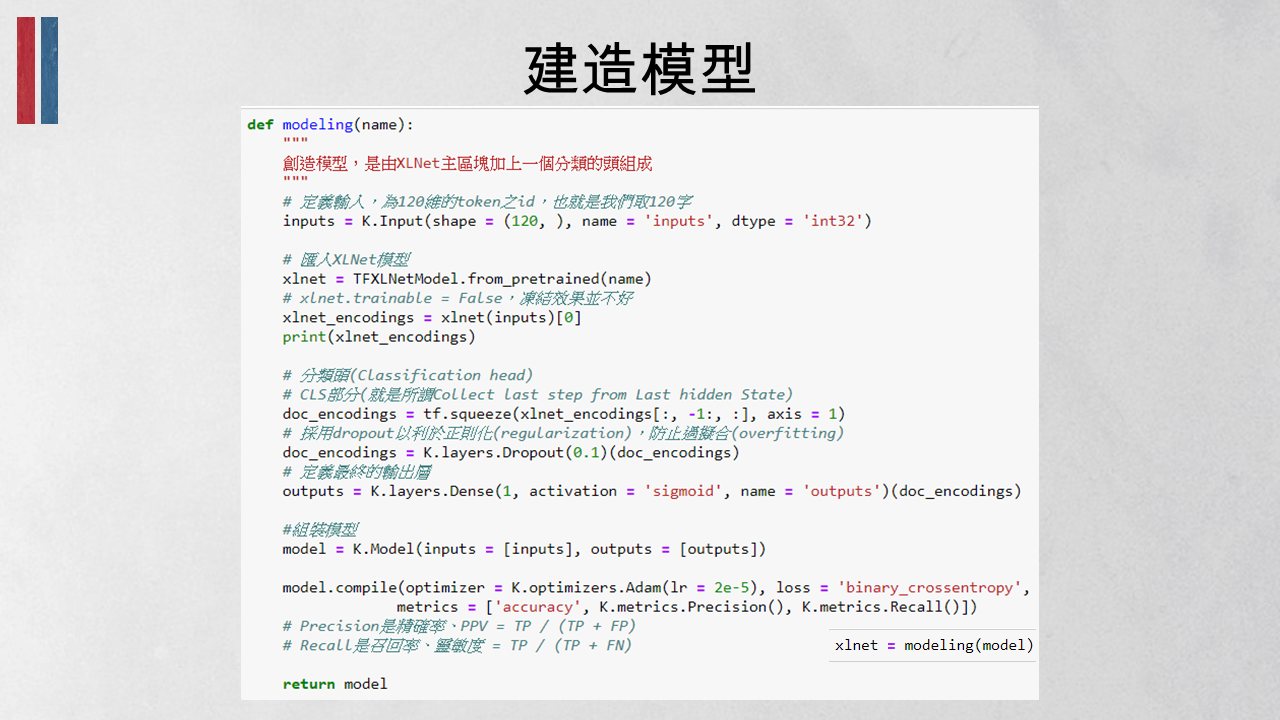 建造模型
def modeling(name):
    """
    創造模型，是由XLNet主區塊加上一個分類的頭組成
    """
    # 定義輸入，為120維的token之id，也就是我們取120字
    inputs = K.Input(shape = (120, ), name = 'inputs', dtype = 'int32')
    # 匯入XLNet模型
    xlnet = TFXLNetModel.from_pretrained(name)
    # xlnet.trainable = False，凍結效果並不好
    xlnet_encodings = xlnet(inputs)[0]
    print(xlnet_encodings)
    # 分類頭(Classification head)
    # CLS部分(就是所謂Collect last step from Last hidden State)
    doc_encodings = tf.squeeze(xlnet_encodings[:, -1:, :], axis = 1)
    # 採用dropout以利於正則化(regularization)，防止過擬合(overfitting)
    doc_encodings = K.layers.Dropout(0.1)(doc_encodings)
    # 定義最終的輸出層
    outputs = K.layers.Dense(1, activation = 'sigmoid', name = 'outputs')(doc_encodings)
    #組裝模型
    model = K.Model(inputs = [inputs], outputs = [outputs])
    model.compile(optimizer = K.optimizers.Adam(lr = 2e-5), loss = 'binary_crossentropy',
                 metrics = ['accuracy', K.metrics.Precision(), K.metrics.Recall()])
    # Precision是精確率、PPV = TP / (TP + FP)
    # Recall是召回率、靈敏度 = TP / (TP + FN)
xlnet = modeling(model)
    return model